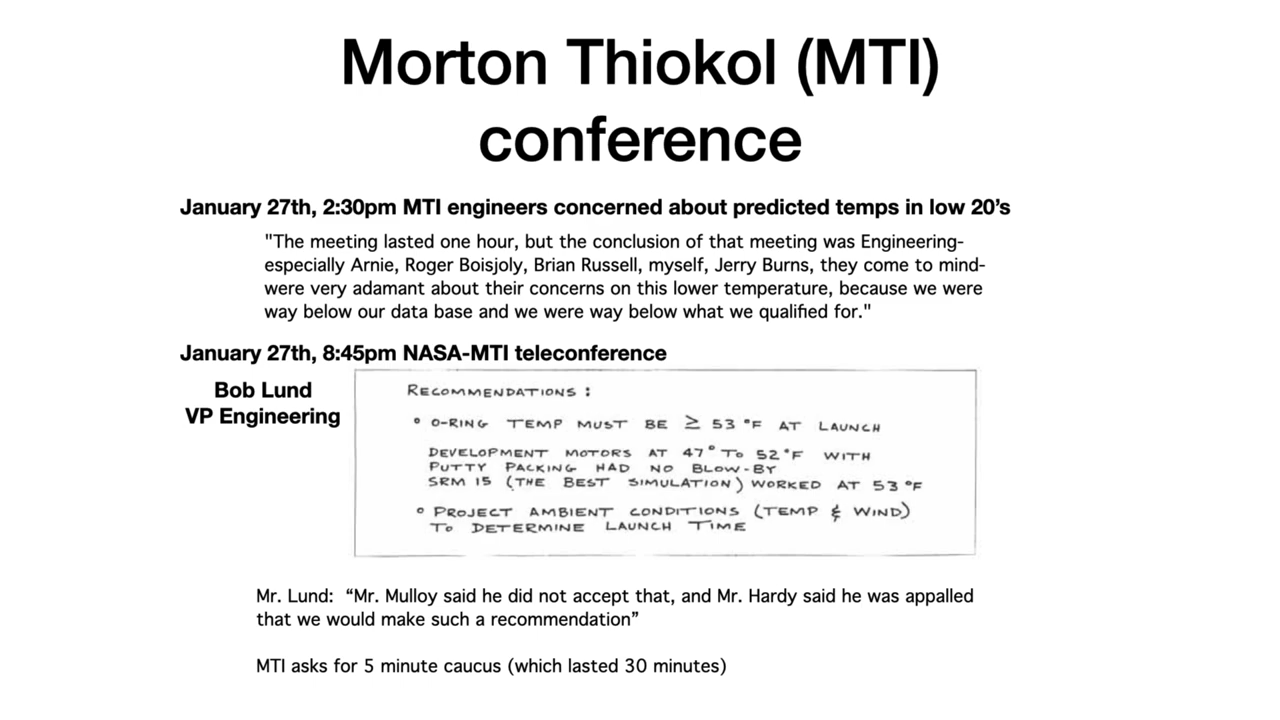 Morton Thiokol (MTI)
conference
January 27th, 2:30pm MTI engineers concerned about predicted temps in low 20's
"The meeting lasted one hour, but the conclusion of that meeting was Engineering-
especially Arnie, Roger Boisjoly, Brian Russell, myself, Jerry Burns, they come to mind-
were very adamant about their concerns on this lower temperature, because we were
way below our data base and we were way below what we qualified for."
January 27th, 8:45pm NASA-MTI teleconference
Bob Lund
VP Engineering
RECOMMENDATIONS :
° O-RING TEMP MUST BE ≥ 53 °F AT LAUNCH
DEVELOPMENT MOTORS AT 47° TO 52°F WITH
PUTTY PACKING HAD NO BLOW-BY
SRM 15 (THE BEST SIMULATION) WORKED AT 53 °F
° PROJECT AMBIENT CONDITIONS (TEMP & WIND)
TO DETERMINE LAUNCH TIME
Mr. Lund: “Mr. Mulloy said he did not accept that, and Mr. Hardy said he was appalled
that we would make such a recommendation”
MTI asks for 5 minute caucus (which lasted 30 minutes)